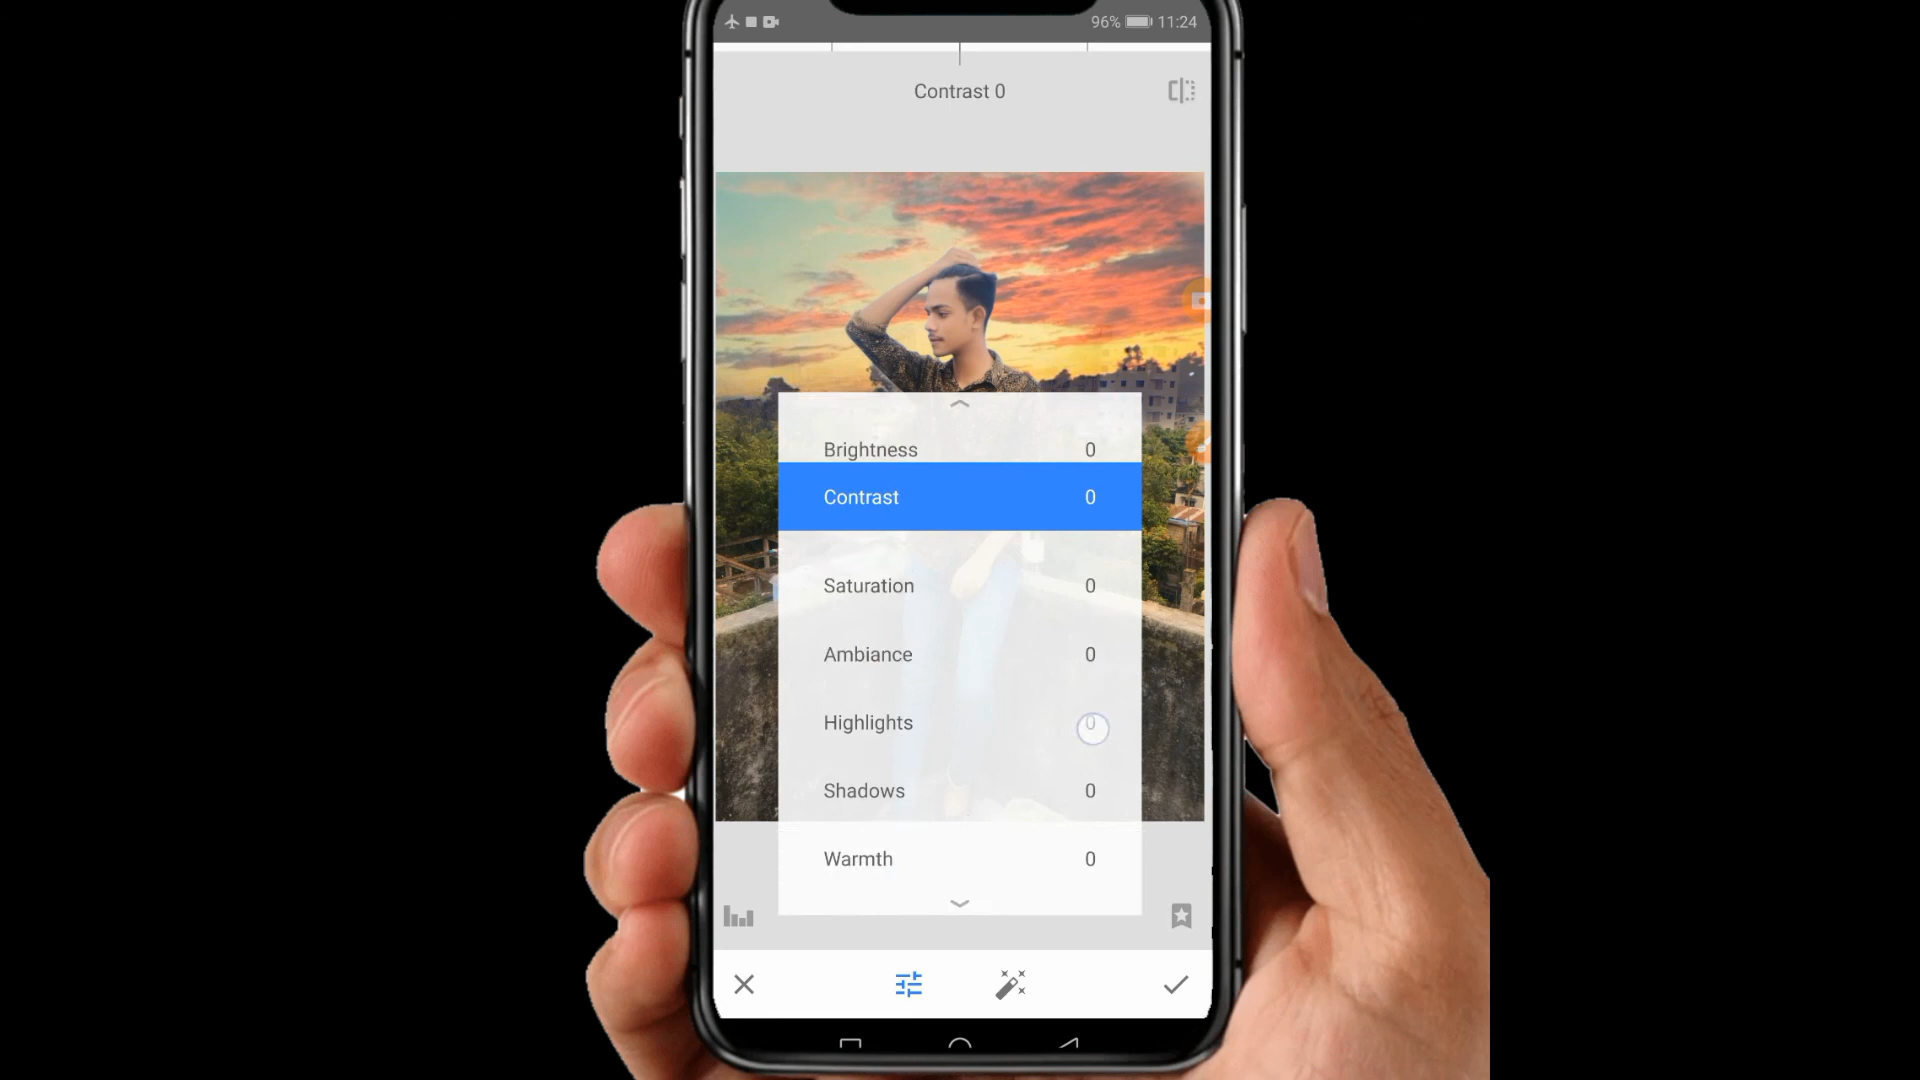 96% 11:24
Contrast 0
Brightness 0
Contrast 0
Saturation 0
Ambiance 0
Highlights 0
Shadows 0
Warmth 0